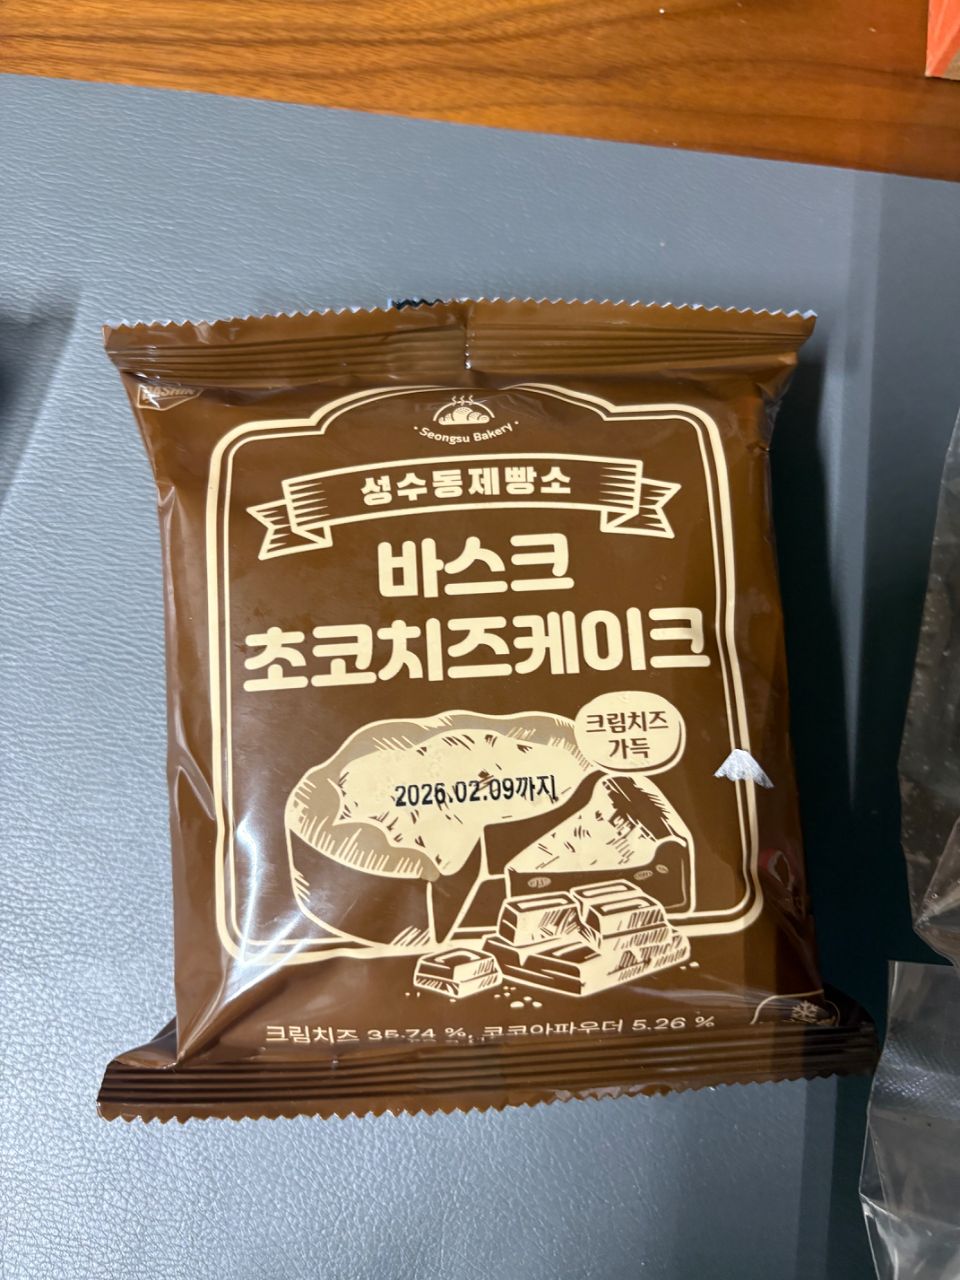 Seongsu Bakery
성수동제빵소
바스크
초코치즈케이크
크림치즈
가득
2026.02.09까지
크림치즈 35.74 %, 코코아파우더 5.26 %